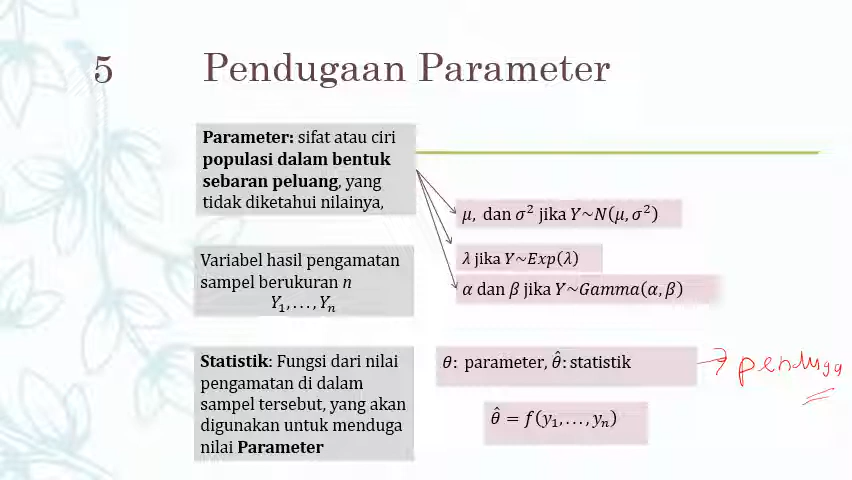 5 Pendugaan Parameter
Parameter: sifat atau ciri
populasi dalam bentuk
sebaran peluang, yang
tidak diketahui nilainya,
μ, dan σ² jika Y~N(μ, σ²)
λ jika Y~Exp(λ)
α dan β jika Y~Gamma(α, β)
Variabel hasil pengamatan
sampel berukuran n
Y₁, . . . , Yₙ
Statistik: Fungsi dari nilai
pengamatan di dalam
sampel tersebut, yang akan
digunakan untuk menduga
nilai Parameter
θ: parameter, θ̂: statistik
penduga
θ̂ = f(y₁, . . . , yₙ)